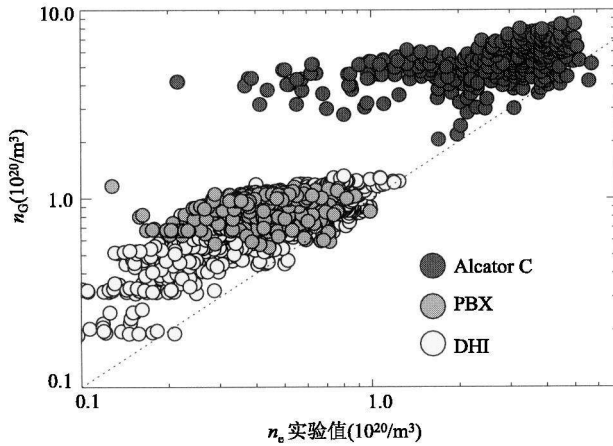 10.0
1.0
0.1
n_G(10^20/m^3)
Alcator C
PBX
DHI
0.1
1.0
n_e 实验值(10^20/m^3)